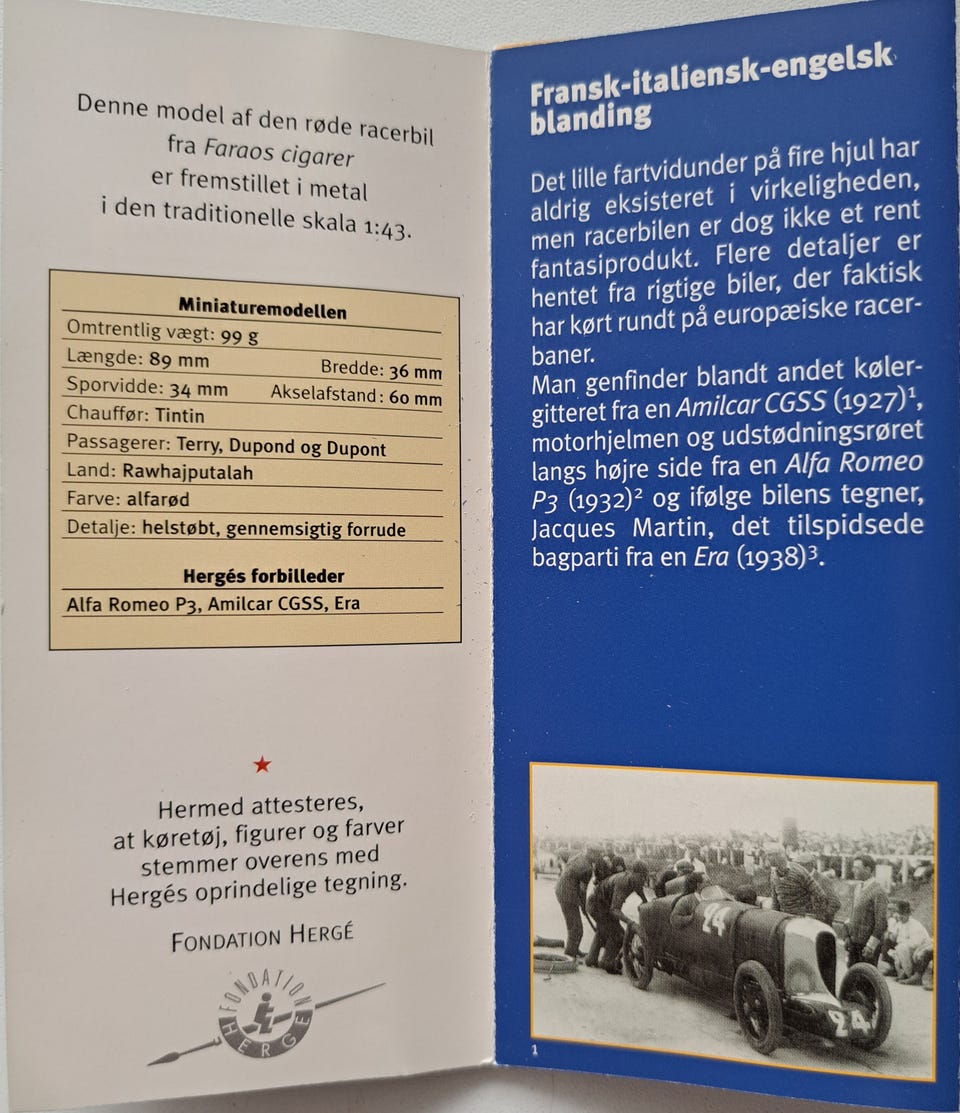 Denne model af den røde racerbil
fra Faraos cigarer
er fremstillet i metal
i den traditionelle skala 1:43.
Miniaturemodellen
Omtrentlig vægt: 99 g
Længde: 89 mm Bredde: 36 mm
Sporvidde: 34 mm Akselafstand: 60 mm
Chauffør: Tintin
Passagerer: Terry, Dupond og Dupont
Land: Rawhajputalah
Farve: alfarød
Detalje: helstøbt, gennemsigtig forrude
Hergés forbilleder
Alfa Romeo P3, Amilcar CGSS, Era
Hermed attesteres,
at køretøj, figurer og farver
stemmer overens med
Hergés oprindelige tegning.
FONDATION HERGÉ
FONDATION
HERGÉ
Fransk-italiensk-engelsk
blanding
Det lille fartvidunder på fire hjul har
aldrig eksisteret i virkeligheden,
men racerbilen er dog ikke et rent
fantasiprodukt. Flere detaljer er
hentet fra rigtige biler, der faktisk
har kørt rundt på europæiske racer-
baner.
Man genfinder blandt andet køler-
gitteret fra en Amilcar CGSS (1927)¹,
motorhjelmen og udstødningsrøret
langs højre side fra en Alfa Romeo
P3 (1932)² og ifølge bilens tegner,
Jacques Martin, det tilspidsede
bagparti fra en Era (1938)³.
24
24
1